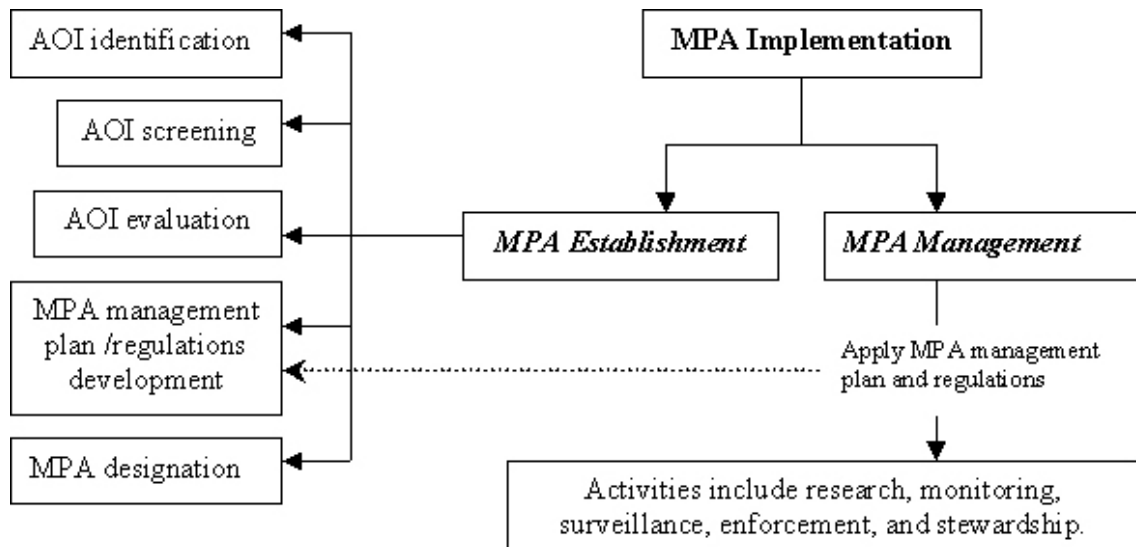 MPA Implementation
MPA Establishment
MPA Management
AOI identification
AOI screening
AOI evaluation
MPA management
plan /regulations
development
MPA designation
Apply MPA management
plan and regulations
Activities include research, monitoring,
surveillance, enforcement, and stewardship.